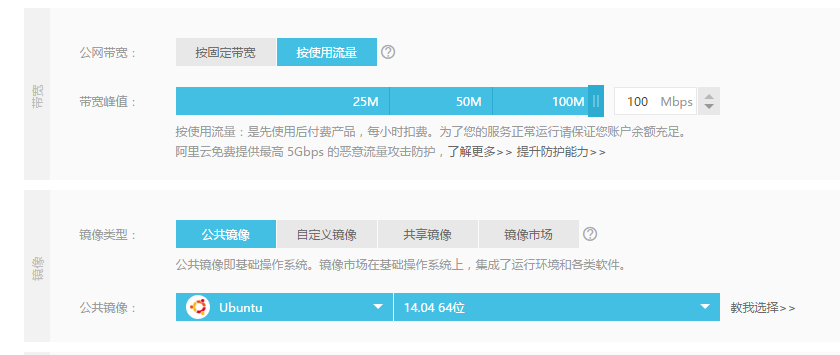 带宽
公网带宽： 按固定带宽 按使用流量
带宽峰值： 25M 50M 100M 100 Mbps
按使用流量：是先使用后付费产品，每小时扣费。为了您的服务正常运行请保证您账户余额充足。
阿里云免费提供最高 5Gbps 的恶意流量攻击防护，了解更多>> 提升防护能力>>
镜像
镜像类型： 公共镜像 自定义镜像 共享镜像 镜像市场
公共镜像即基础操作系统。镜像市场在基础操作系统上，集成了运行环境和各类软件。
公共镜像： Ubuntu 14.04 64位 教我选择>>